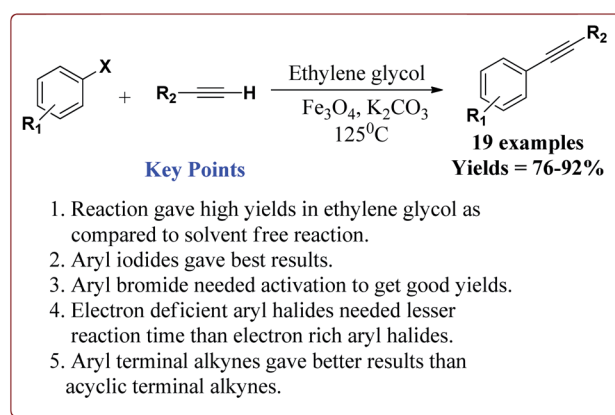 X
R1
+
R2
H
Ethylene glycol
Fe3O4, K2CO3
125⁰C
R2
R1
19 examples
Yields = 76-92%
Key Points
1. Reaction gave high yields in ethylene glycol as
compared to solvent free reaction.
2. Aryl iodides gave best results.
3. Aryl bromide needed activation to get good yields.
4. Electron deficient aryl halides needed lesser
reaction time than electron rich aryl halides.
5. Aryl terminal alkynes gave better results than
acyclic terminal alkynes.